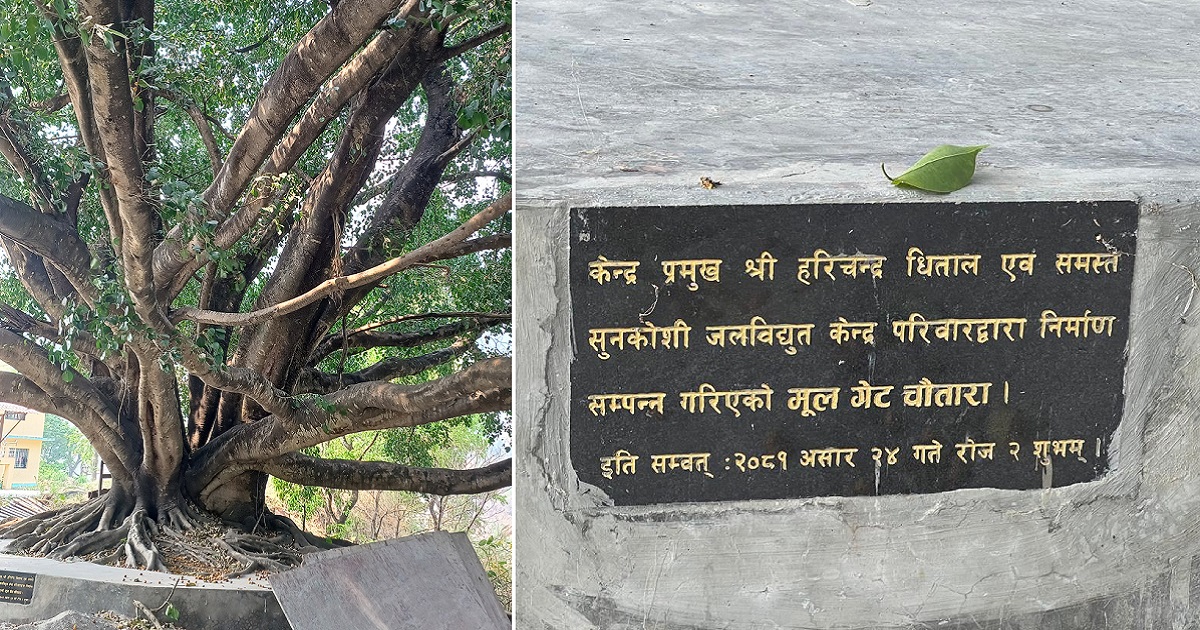 केन्द्र प्रमुख श्री हरिचन्द्र धिताल एवं समस्त
सुनकोशी जलविद्युत केन्द्र परिवारद्वारा निर्माण
सम्पन्न गरिएको मूल गेट चौतारा ।
इति सम्वत् : २०८१ असार २४ गते रोज २ शुभम् ।